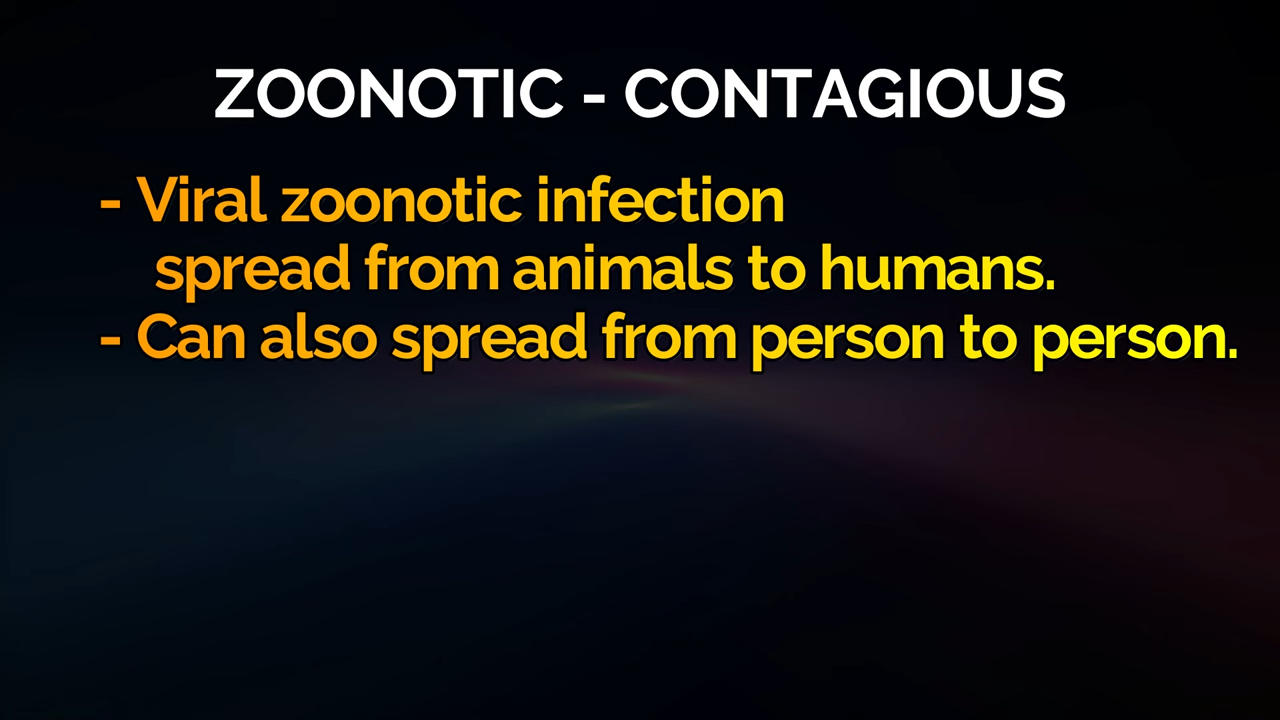 ZOONOTIC - CONTAGIOUS
- Viral zoonotic infection
spread from animals to humans.
- Can also spread from person to person.